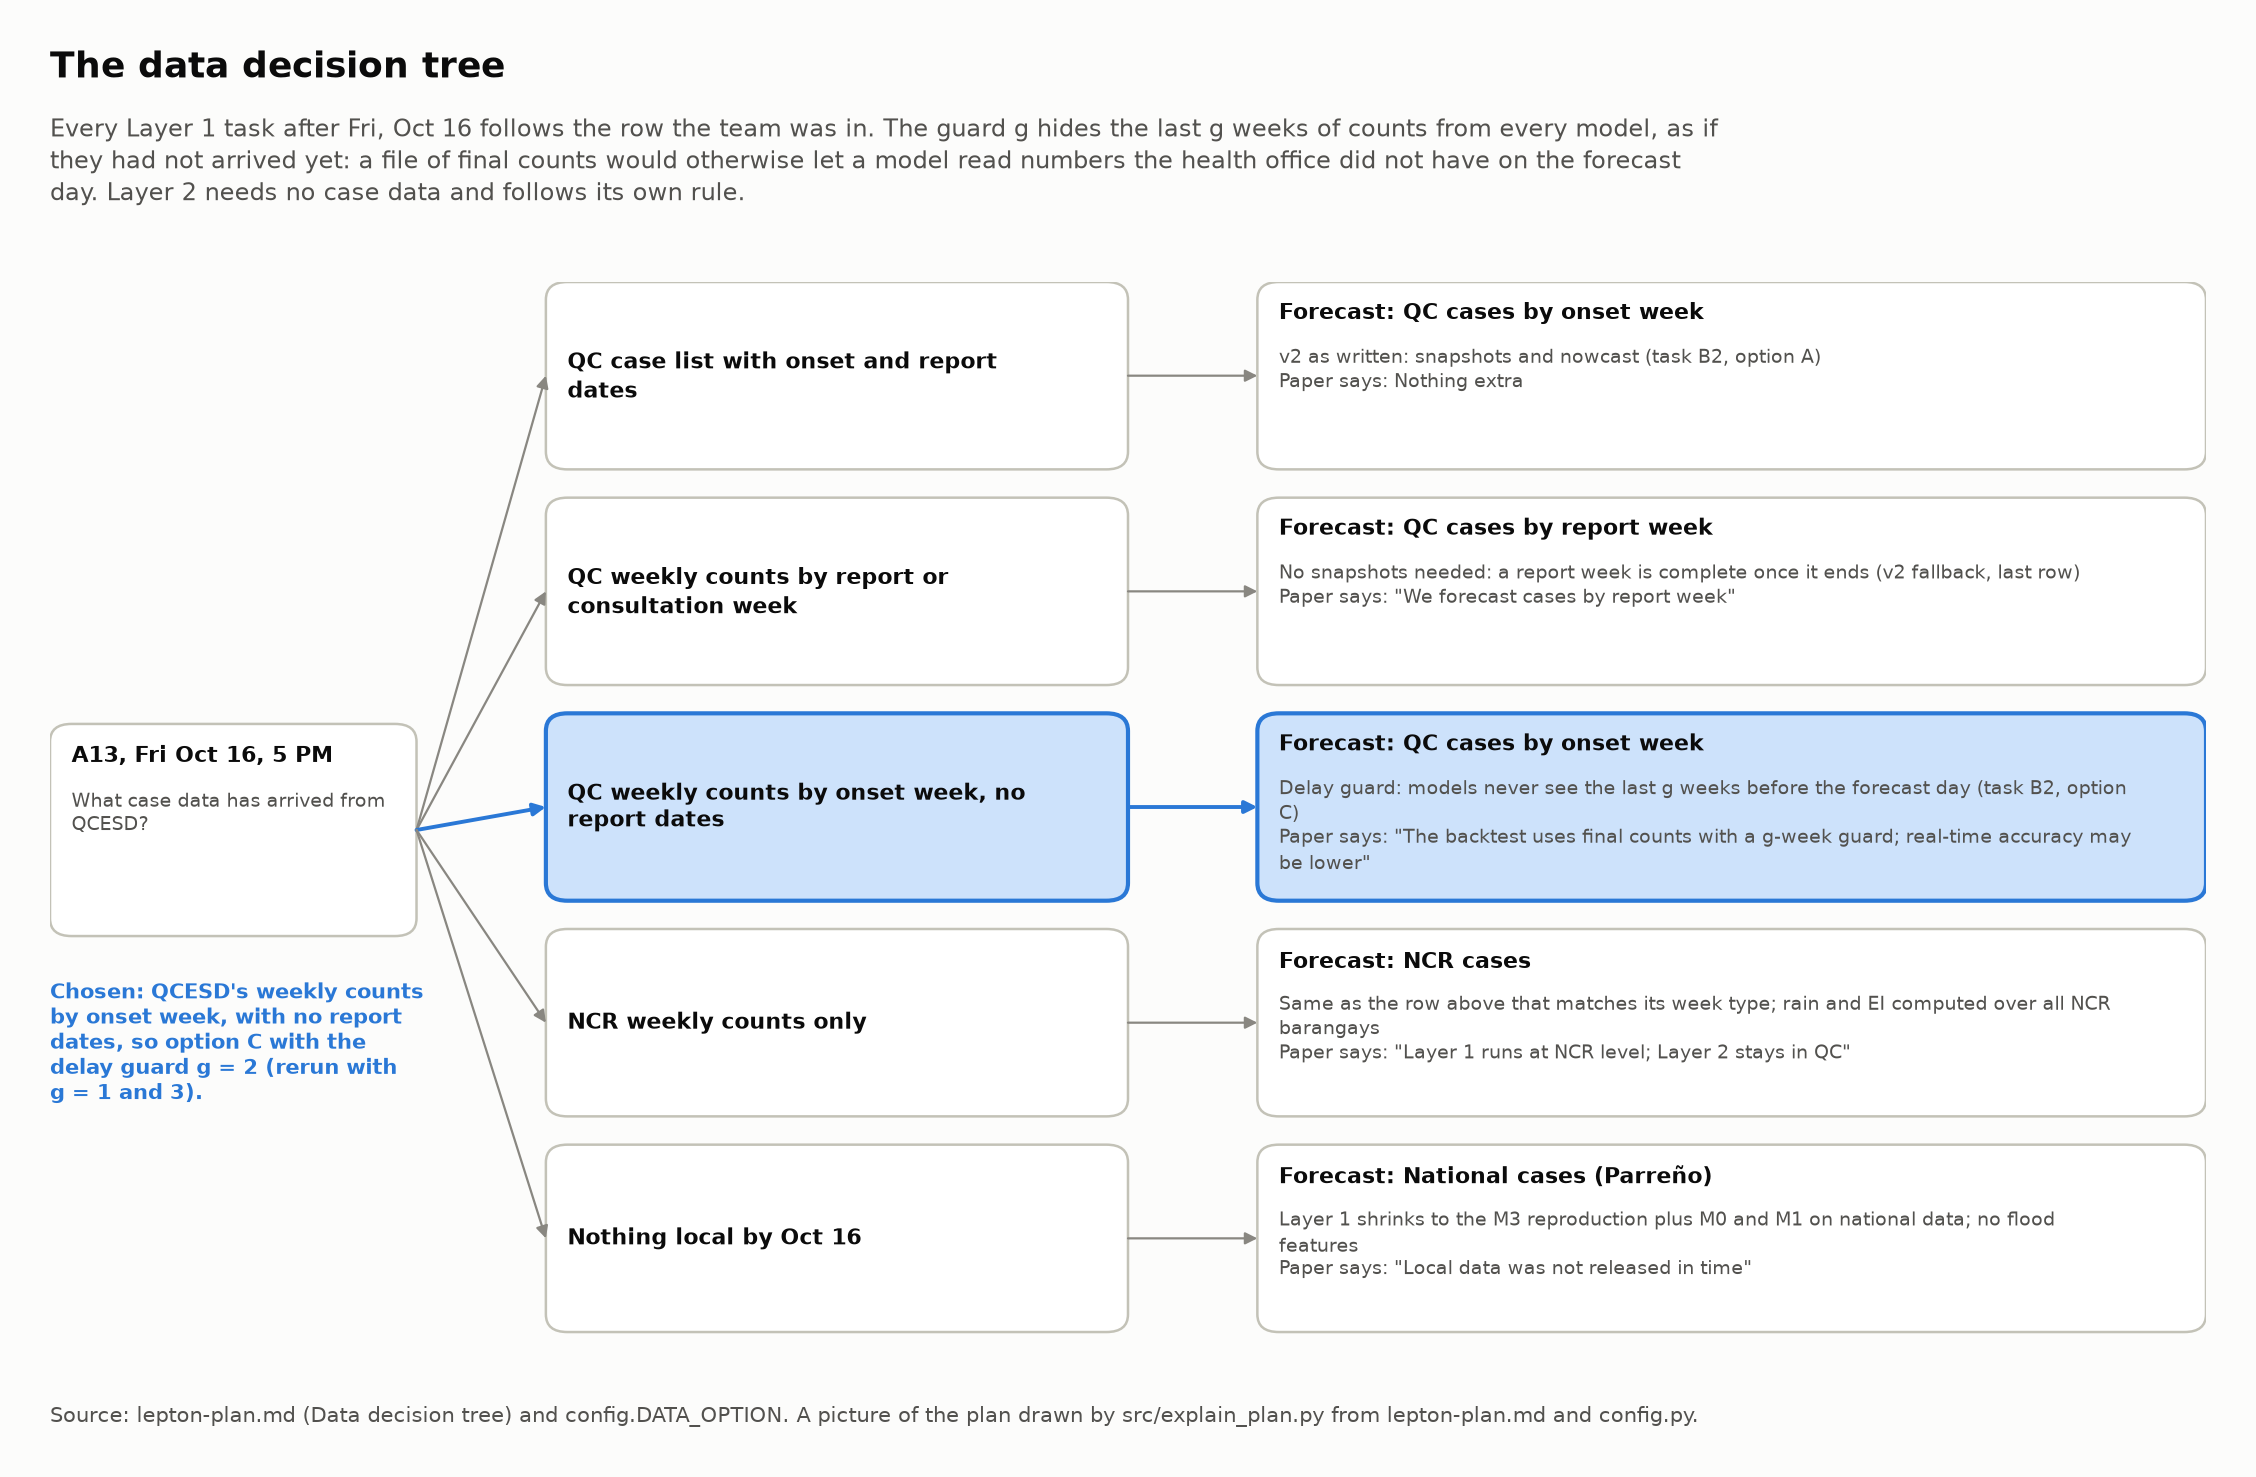 The data decision tree
Every Layer 1 task after Fri, Oct 16 follows the row the team was in. The guard g hides the last g weeks of counts from every model, as if
they had not arrived yet: a file of final counts would otherwise let a model read numbers the health office did not have on the forecast
day. Layer 2 needs no case data and follows its own rule.
A13, Fri Oct 16, 5 PM
What case data has arrived from
QCESD?
Chosen: QCESD's weekly counts
by onset week, with no report
dates, so option C with the
delay guard g = 2 (rerun with
g = 1 and 3).
QC case list with onset and report
dates
Forecast: QC cases by onset week
v2 as written: snapshots and nowcast (task B2, option A)
Paper says: Nothing extra
QC weekly counts by report or
consultation week
Forecast: QC cases by report week
No snapshots needed: a report week is complete once it ends (v2 fallback, last row)
Paper says: "We forecast cases by report week"
QC weekly counts by onset week, no
report dates
Forecast: QC cases by onset week
Delay guard: models never see the last g weeks before the forecast day (task B2, option
C)
Paper says: "The backtest uses final counts with a g-week guard; real-time accuracy may
be lower"
NCR weekly counts only
Forecast: NCR cases
Same as the row above that matches its week type; rain and EI computed over all NCR
barangays
Paper says: "Layer 1 runs at NCR level; Layer 2 stays in QC"
Nothing local by Oct 16
Forecast: National cases (Parreño)
Layer 1 shrinks to the M3 reproduction plus M0 and M1 on national data; no flood
features
Paper says: "Local data was not released in time"
Source: lepton-plan.md (Data decision tree) and config.DATA_OPTION. A picture of the plan drawn by src/explain_plan.py from lepton-plan.md and config.py.